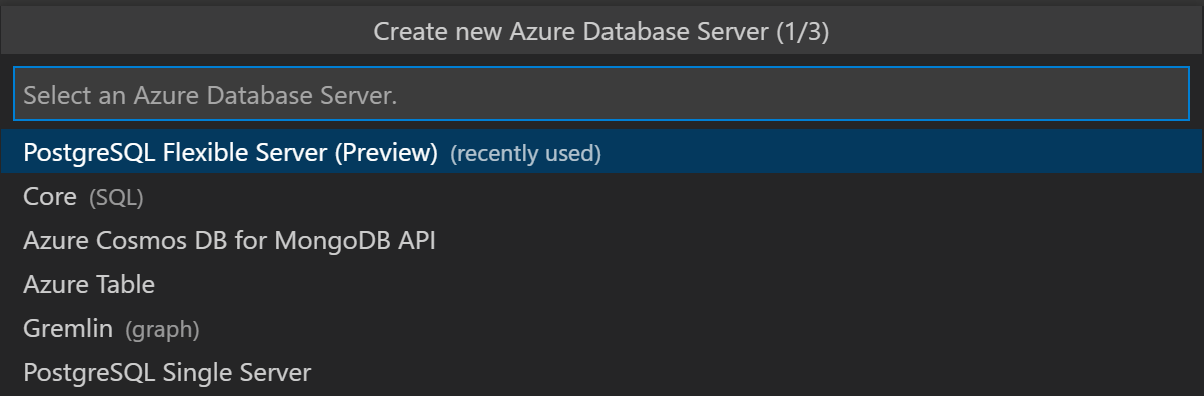 Create new Azure Database Server (1/3)
Select an Azure Database Server.
PostgreSQL Flexible Server (Preview) (recently used)
Core (SQL)
Azure Cosmos DB for MongoDB API
Azure Table
Gremlin (graph)
PostgreSQL Single Server